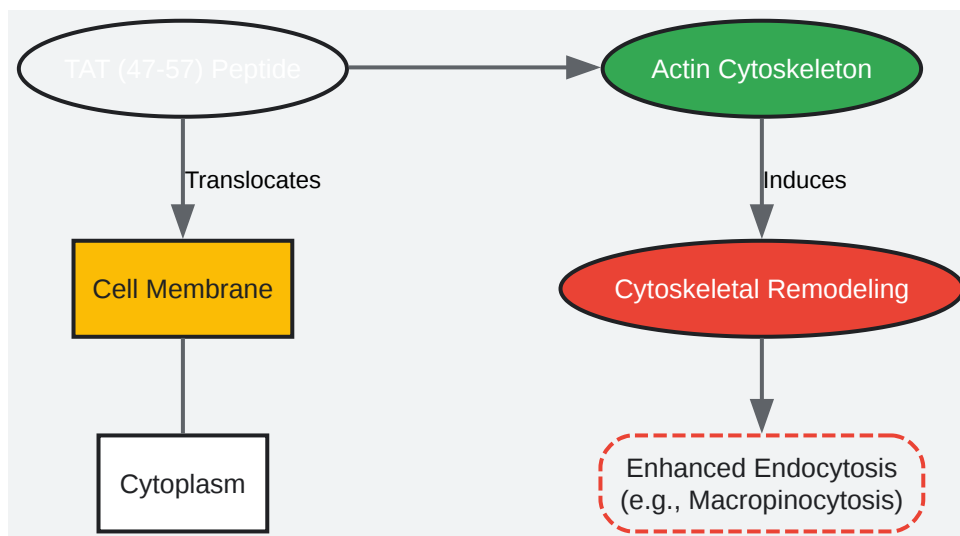 TAT (47-57) Peptide
Actin Cytoskeleton
Translocates
Induces
Cell Membrane
Cytoskeletal Remodeling
Cytoplasm
Enhanced Endocytosis
(e.g., Macropinocytosis)